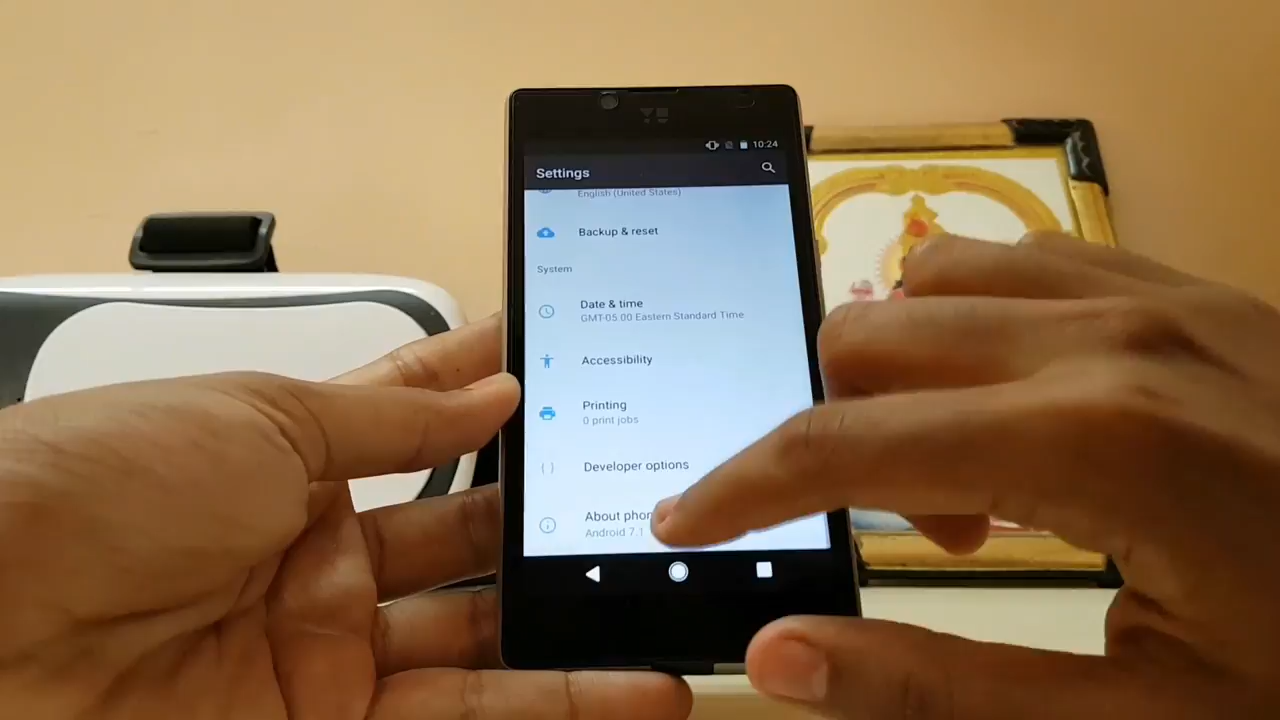 YU
10:24
Settings
English (United States)
Backup & reset
System
Date & time
GMT-05:00 Eastern Standard Time
Accessibility
Printing
0 print jobs
Developer options
About phon
Android 7.1